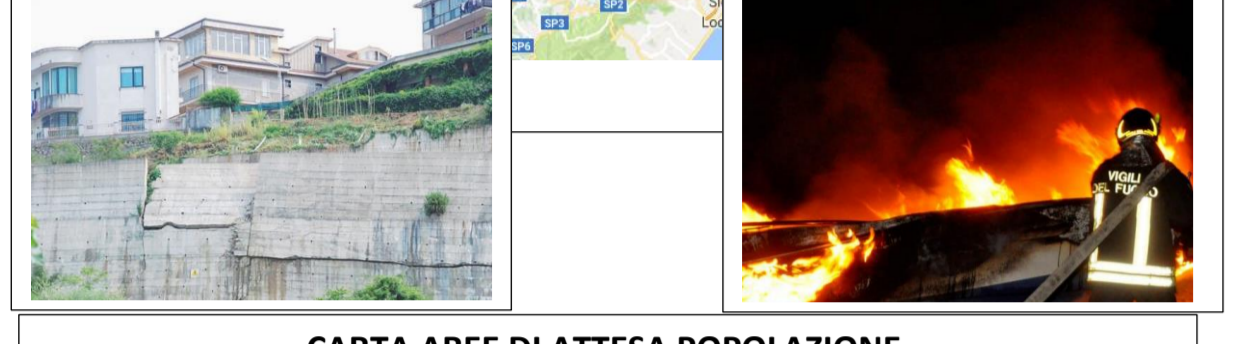 SP2
SP3
SP6
VIGILI
DEL FUOCO
CARTA AREE DI ATTESA POPOLAZIONE